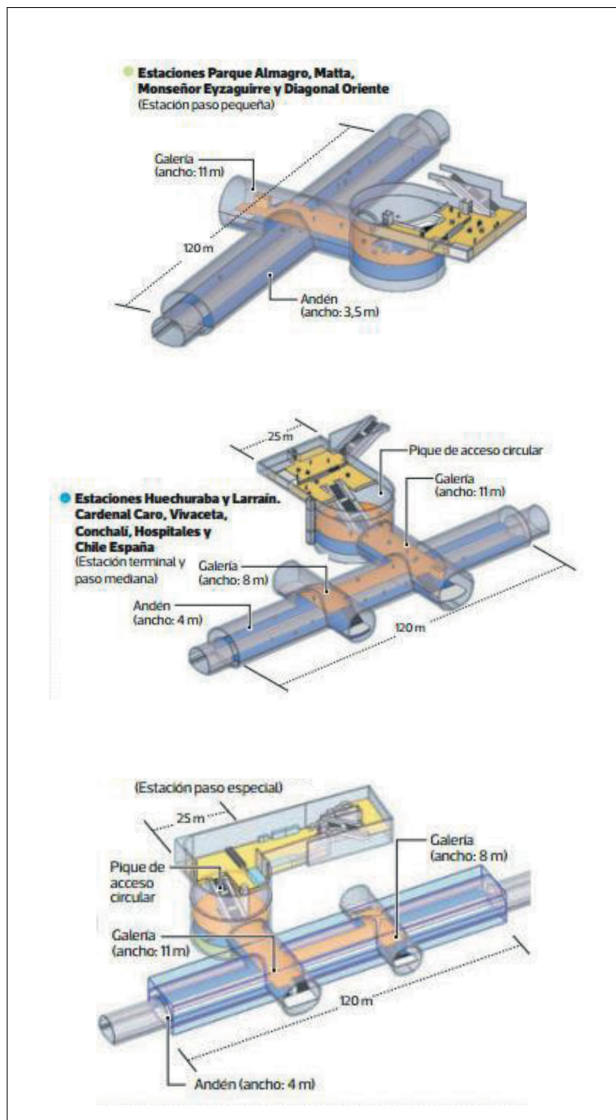 Estaciones Parque Almagro, Matta,
Monseñor Eyzaguirre y Diagonal Oriente
(Estación paso pequeña)
Galería
(ancho: 11 m)
120 m
Andén
(ancho: 3,5 m)
25 m
Pique de acceso circular
Galería
(ancho: 11 m)
Estaciones Huechuraba y Larraín.
Cardenal Caro, Vivaceta,
Conchalí, Hospitales y
Chile España
(Estación terminal y
paso mediana)
Galería
(ancho: 8 m)
Andén
(ancho: 4 m)
120 m
(Estación paso especial)
25 m
Pique de
acceso
circular
Galería
(ancho: 8 m)
Galería
(ancho: 11 m)
120 m
Andén (ancho: 4 m)